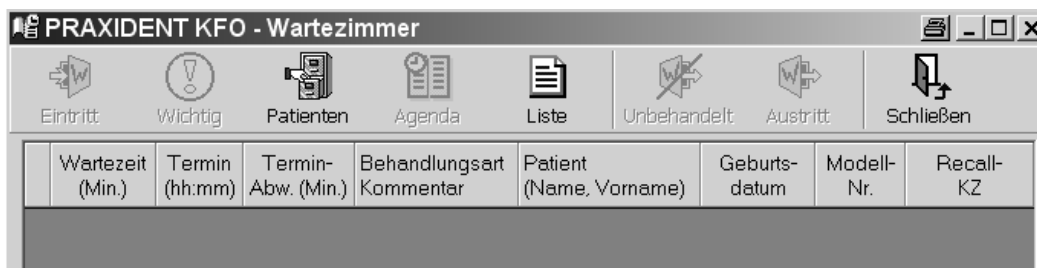 PRAXIDENT KFO - Wartezimmer
Eintritt Wichtig Patienten Agenda Liste Unbehandelt Austritt Schließen
Wartezeit Termin Termin- Behandlungsart Patient Geburts- Modell- Recall-
(Min.) (hh:mm) Abw. (Min.) Kommentar (Name, Vorname) datum Nr. KZ